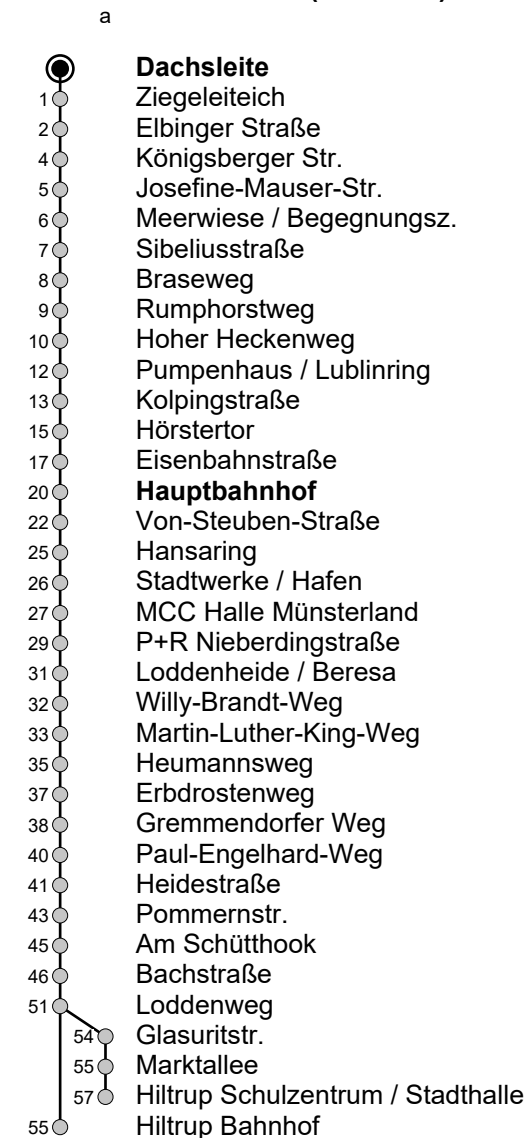 a
Dachsleite
1 Ziegeleiteich
2 Elbinger Straße
4 Königsberger Str.
5 Josefine-Mauser-Str.
6 Meerwiese / Begegnungsz.
7 Sibeliusstraße
8 Braseweg
9 Rumphorstweg
10 Hoher Heckenweg
12 Pumpenhaus / Lublinring
13 Kolpingstraße
15 Hörstertor
17 Eisenbahnstraße
20 Hauptbahnhof
22 Von-Steuben-Straße
25 Hansaring
26 Stadtwerke / Hafen
27 MCC Halle Münsterland
29 P+R Nieberdingstraße
31 Loddenheide / Beresa
32 Willy-Brandt-Weg
33 Martin-Luther-King-Weg
35 Heumannsweg
37 Erbdrostenweg
38 Gremmendorfer Weg
40 Paul-Engelhard-Weg
41 Heidestraße
43 Pommernstr.
45 Am Schütthook
46 Bachstraße
51 Loddenweg
54 Glasuritstr.
55 Marktallee
57 Hiltrup Schulzentrum / Stadthalle
55 Hiltrup Bahnhof